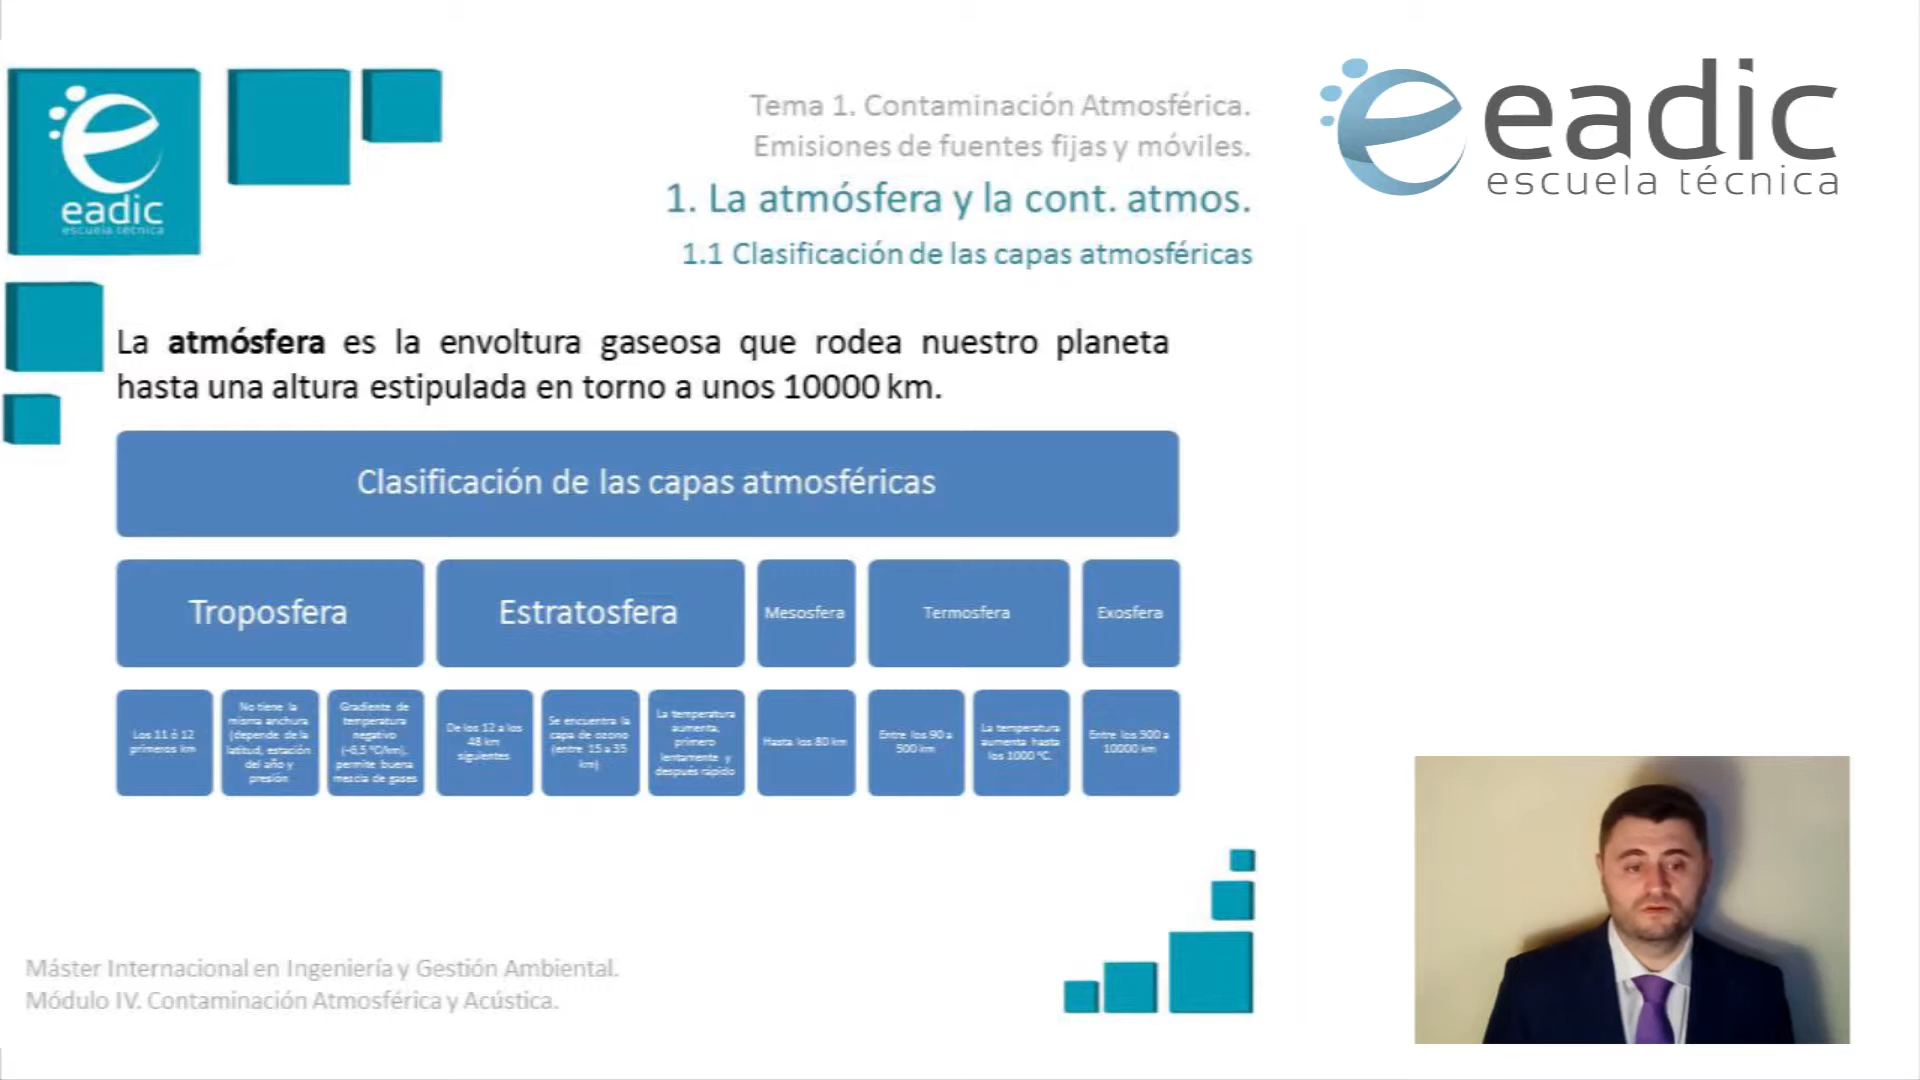 eadic
escuela técnica
Tema 1. Contaminación Atmosférica.
Emisiones de fuentes fijas y móviles.
1. La atmósfera y la cont. atmos.
1.1 Clasificación de las capas atmosféricas
eadic
escuela técnica
La atmósfera es la envoltura gaseosa que rodea nuestro planeta
hasta una altura estipulada en torno a unos 10000 km.
Clasificación de las capas atmosféricas
Troposfera
Estratosfera
Mesosfera
Termosfera
Exosfera
Los 11 ó 12
primeros km
No tiene la
misma anchura
(depende de la
latitud, estación
del año y
presión
Gradiente de
temperatura
negativo
(-6,5 ºC/km),
permite buena
mezcla de gases
De los 12 a los
48 km
siguientes
Se encuentra la
capa de ozono
(entre 15 a 35
km)
La temperatura
aumenta,
primero
lentamente y
después rápido
Hasta los 80 km
Entre los 90 a
500 km
La temperatura
aumenta hasta
los 1000 ºC.
Entre los 500 a
10000 km
Máster Internacional en Ingeniería y Gestión Ambiental.
Módulo IV. Contaminación Atmosférica y Acústica.